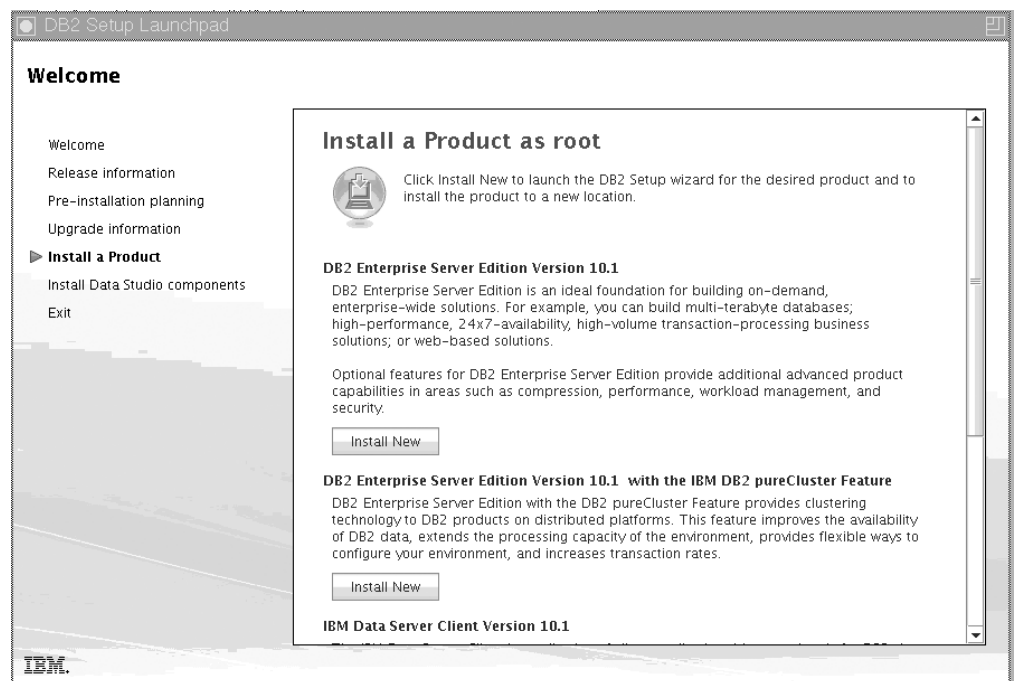 DB2 Setup Launchpad
Welcome
Welcome
Release information
Pre-installation planning
Upgrade information
Install a Product
Install Data Studio components
Exit
Install a Product as root
Click Install New to launch the DB2 Setup wizard for the desired product and to
install the product to a new location.
DB2 Enterprise Server Edition Version 10.1
DB2 Enterprise Server Edition is an ideal foundation for building on-demand,
enterprise-wide solutions. For example, you can build multi-terabyte databases;
high-performance, 24x7-availability, high-volume transaction-processing business
solutions; or web-based solutions.
Optional features for DB2 Enterprise Server Edition provide additional advanced product
capabilities in areas such as compression, performance, workload management, and
security.
Install New
DB2 Enterprise Server Edition Version 10.1 with the IBM DB2 pureCluster Feature
DB2 Enterprise Server Edition with the DB2 pureCluster Feature provides clustering
technology to DB2 products on distributed platforms. This feature improves the availability
of DB2 data, extends the processing capacity of the environment, provides flexible ways to
configure your environment, and increases transaction rates.
Install New
IBM Data Server Client Version 10.1
IBM.